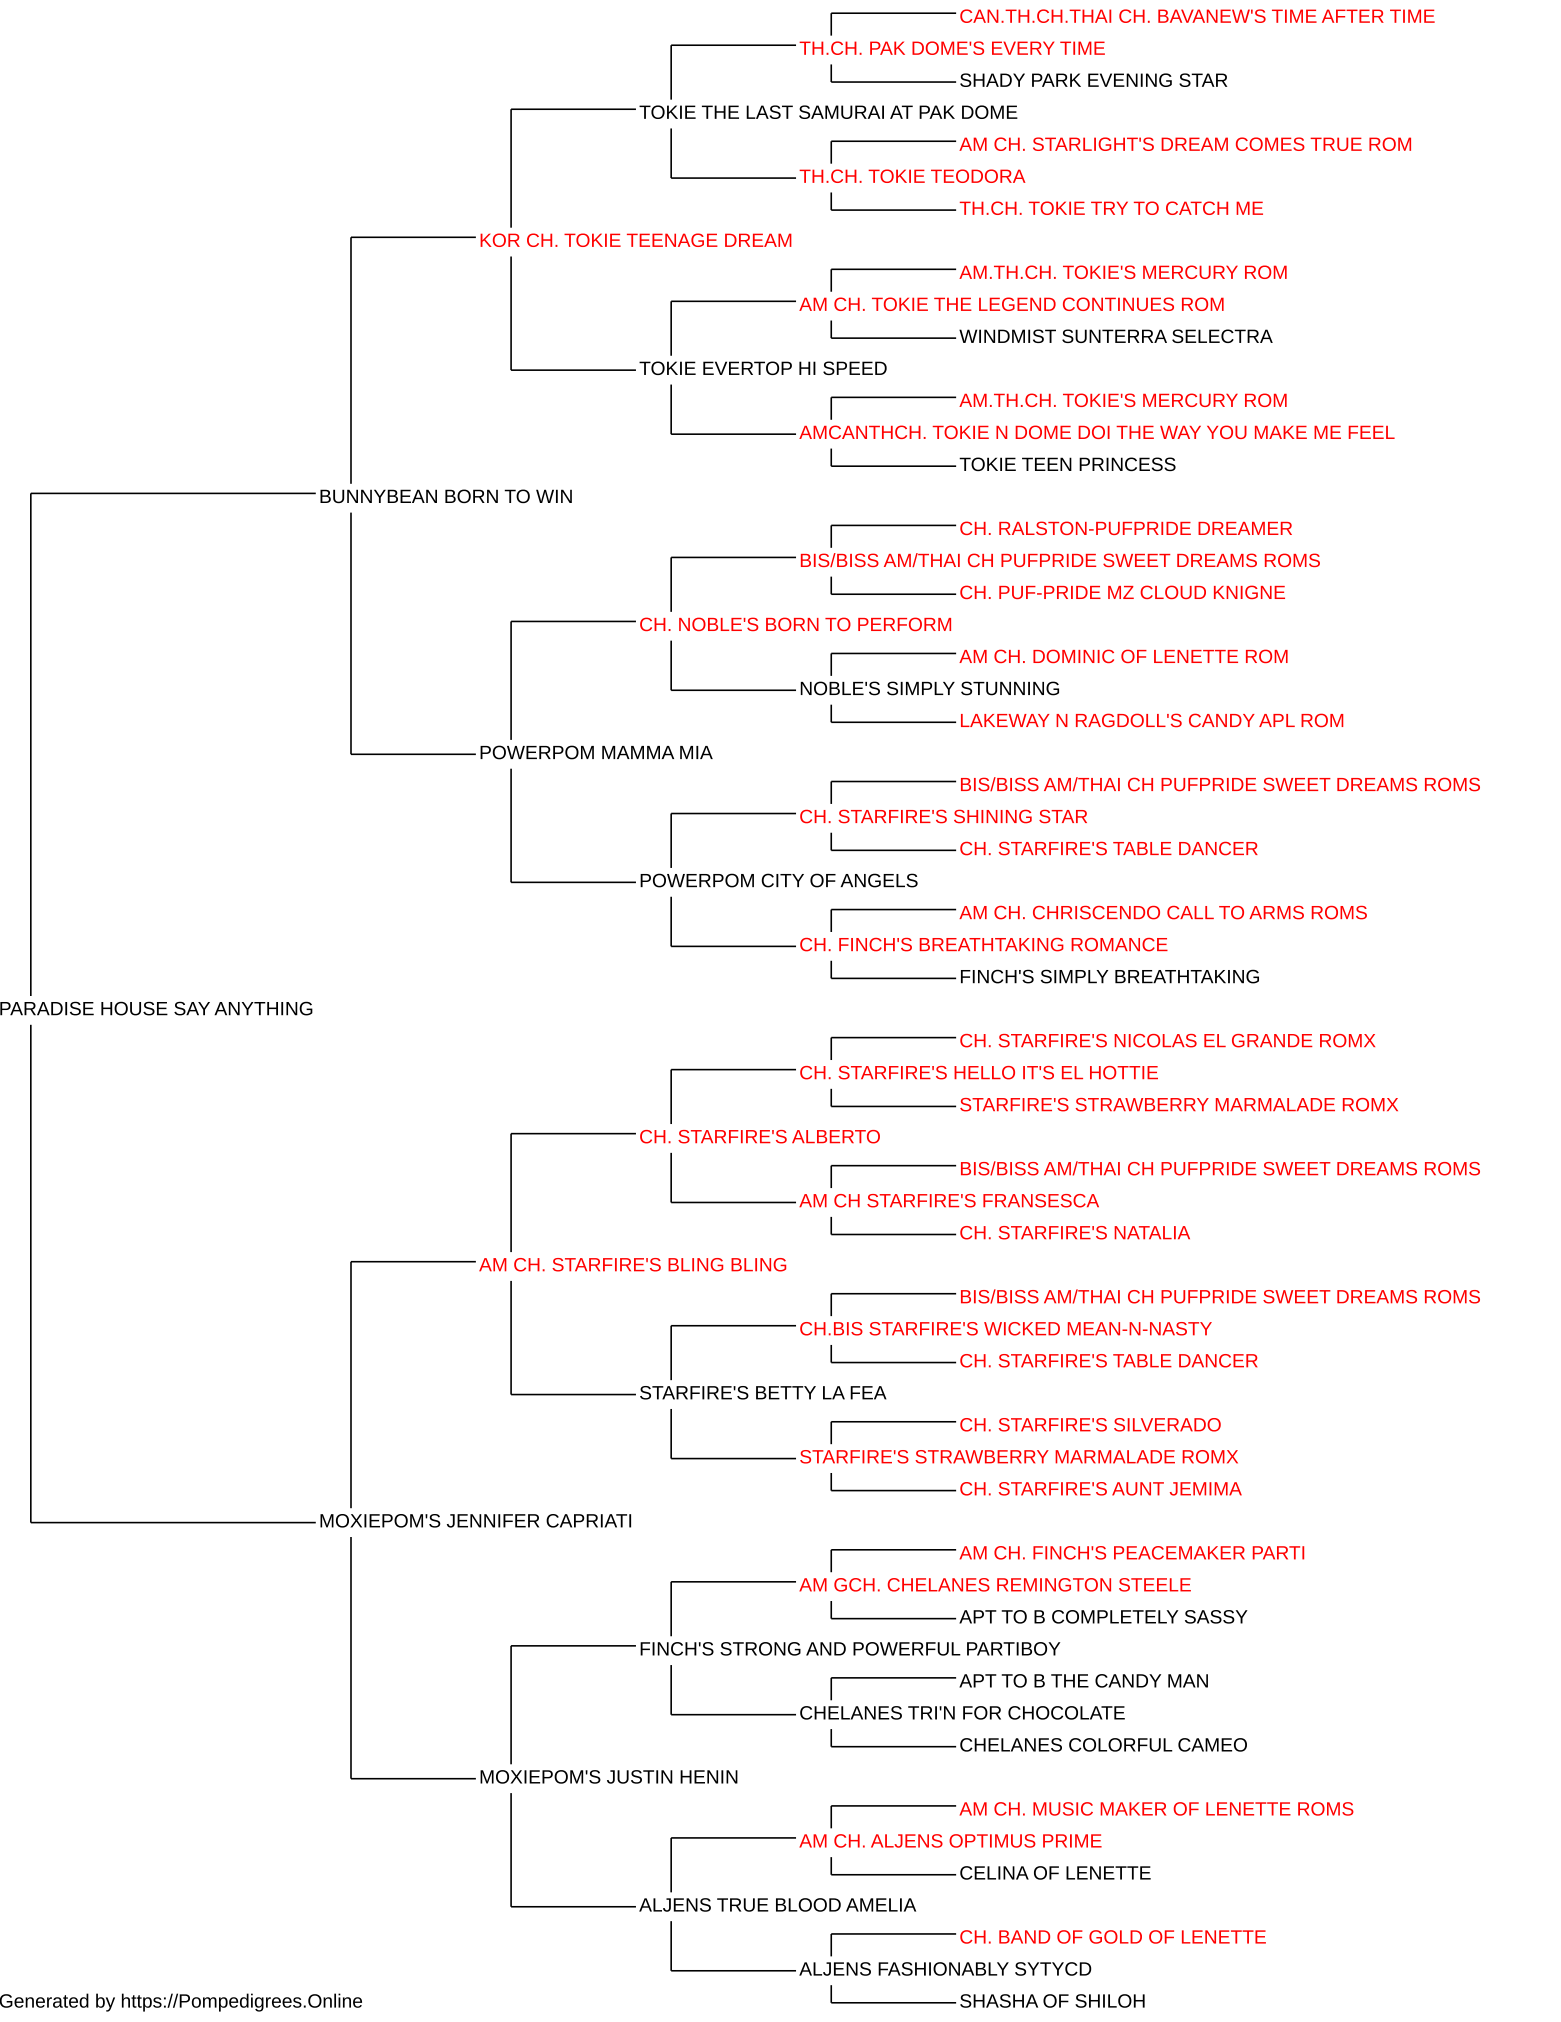 CAN.TH.CH.THAI CH. BAVANEW'S TIME AFTER TIME
TH.CH. PAK DOME'S EVERY TIME
SHADY PARK EVENING STAR
TOKIE THE LAST SAMURAI AT PAK DOME
AM CH. STARLIGHT'S DREAM COMES TRUE ROM
TH.CH. TOKIE TEODORA
TH.CH. TOKIE TRY TO CATCH ME
KOR CH. TOKIE TEENAGE DREAM
AM.TH.CH. TOKIE'S MERCURY ROM
AM CH. TOKIE THE LEGEND CONTINUES ROM
WINDMIST SUNTERRA SELECTRA
TOKIE EVERTOP HI SPEED
AM.TH.CH. TOKIE'S MERCURY ROM
AMCANTHCH. TOKIE N DOME DOI THE WAY YOU MAKE ME FEEL
TOKIE TEEN PRINCESS
BUNNYBEAN BORN TO WIN
CH. RALSTON-PUFPRIDE DREAMER
BIS/BISS AM/THAI CH PUFPRIDE SWEET DREAMS ROMS
CH. PUF-PRIDE MZ CLOUD KNIGNE
CH. NOBLE'S BORN TO PERFORM
AM CH. DOMINIC OF LENETTE ROM
NOBLE'S SIMPLY STUNNING
LAKEWAY N RAGDOLL'S CANDY APL ROM
POWERPOM MAMMA MIA
BIS/BISS AM/THAI CH PUFPRIDE SWEET DREAMS ROMS
CH. STARFIRE'S SHINING STAR
CH. STARFIRE'S TABLE DANCER
POWERPOM CITY OF ANGELS
AM CH. CHRISCENDO CALL TO ARMS ROMS
CH. FINCH'S BREATHTAKING ROMANCE
FINCH'S SIMPLY BREATHTAKING
PARADISE HOUSE SAY ANYTHING
CH. STARFIRE'S NICOLAS EL GRANDE ROMX
CH. STARFIRE'S HELLO IT'S EL HOTTIE
STARFIRE'S STRAWBERRY MARMALADE ROMX
CH. STARFIRE'S ALBERTO
BIS/BISS AM/THAI CH PUFPRIDE SWEET DREAMS ROMS
AM CH STARFIRE'S FRANSESCA
CH. STARFIRE'S NATALIA
AM CH. STARFIRE'S BLING BLING
BIS/BISS AM/THAI CH PUFPRIDE SWEET DREAMS ROMS
CH.BIS STARFIRE'S WICKED MEAN-N-NASTY
CH. STARFIRE'S TABLE DANCER
STARFIRE'S BETTY LA FEA
CH. STARFIRE'S SILVERADO
STARFIRE'S STRAWBERRY MARMALADE ROMX
CH. STARFIRE'S AUNT JEMIMA
MOXIEPOM'S JENNIFER CAPRIATI
AM CH. FINCH'S PEACEMAKER PARTI
AM GCH. CHELANES REMINGTON STEELE
APT TO B COMPLETELY SASSY
FINCH'S STRONG AND POWERFUL PARTIBOY
APT TO B THE CANDY MAN
CHELANES TRI'N FOR CHOCOLATE
CHELANES COLORFUL CAMEO
MOXIEPOM'S JUSTIN HENIN
AM CH. MUSIC MAKER OF LENETTE ROMS
AM CH. ALJENS OPTIMUS PRIME
CELINA OF LENETTE
ALJENS TRUE BLOOD AMELIA
CH. BAND OF GOLD OF LENETTE
ALJENS FASHIONABLY SYTYCD
SHASHA OF SHILOH
Generated by https://Pompedigrees.Online